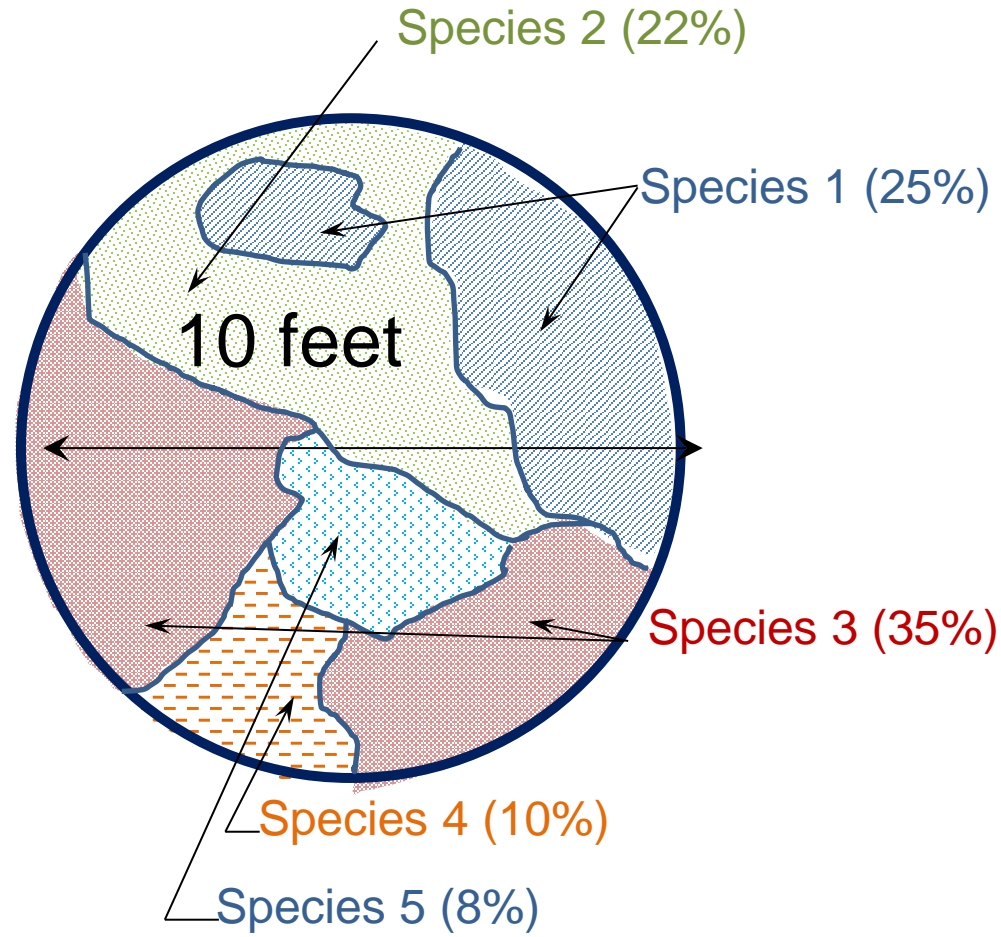 Species 2 (22%)
Species 1 (25%)
10 feet
Species 3 (35%)
Species 4 (10%)
Species 5 (8%)